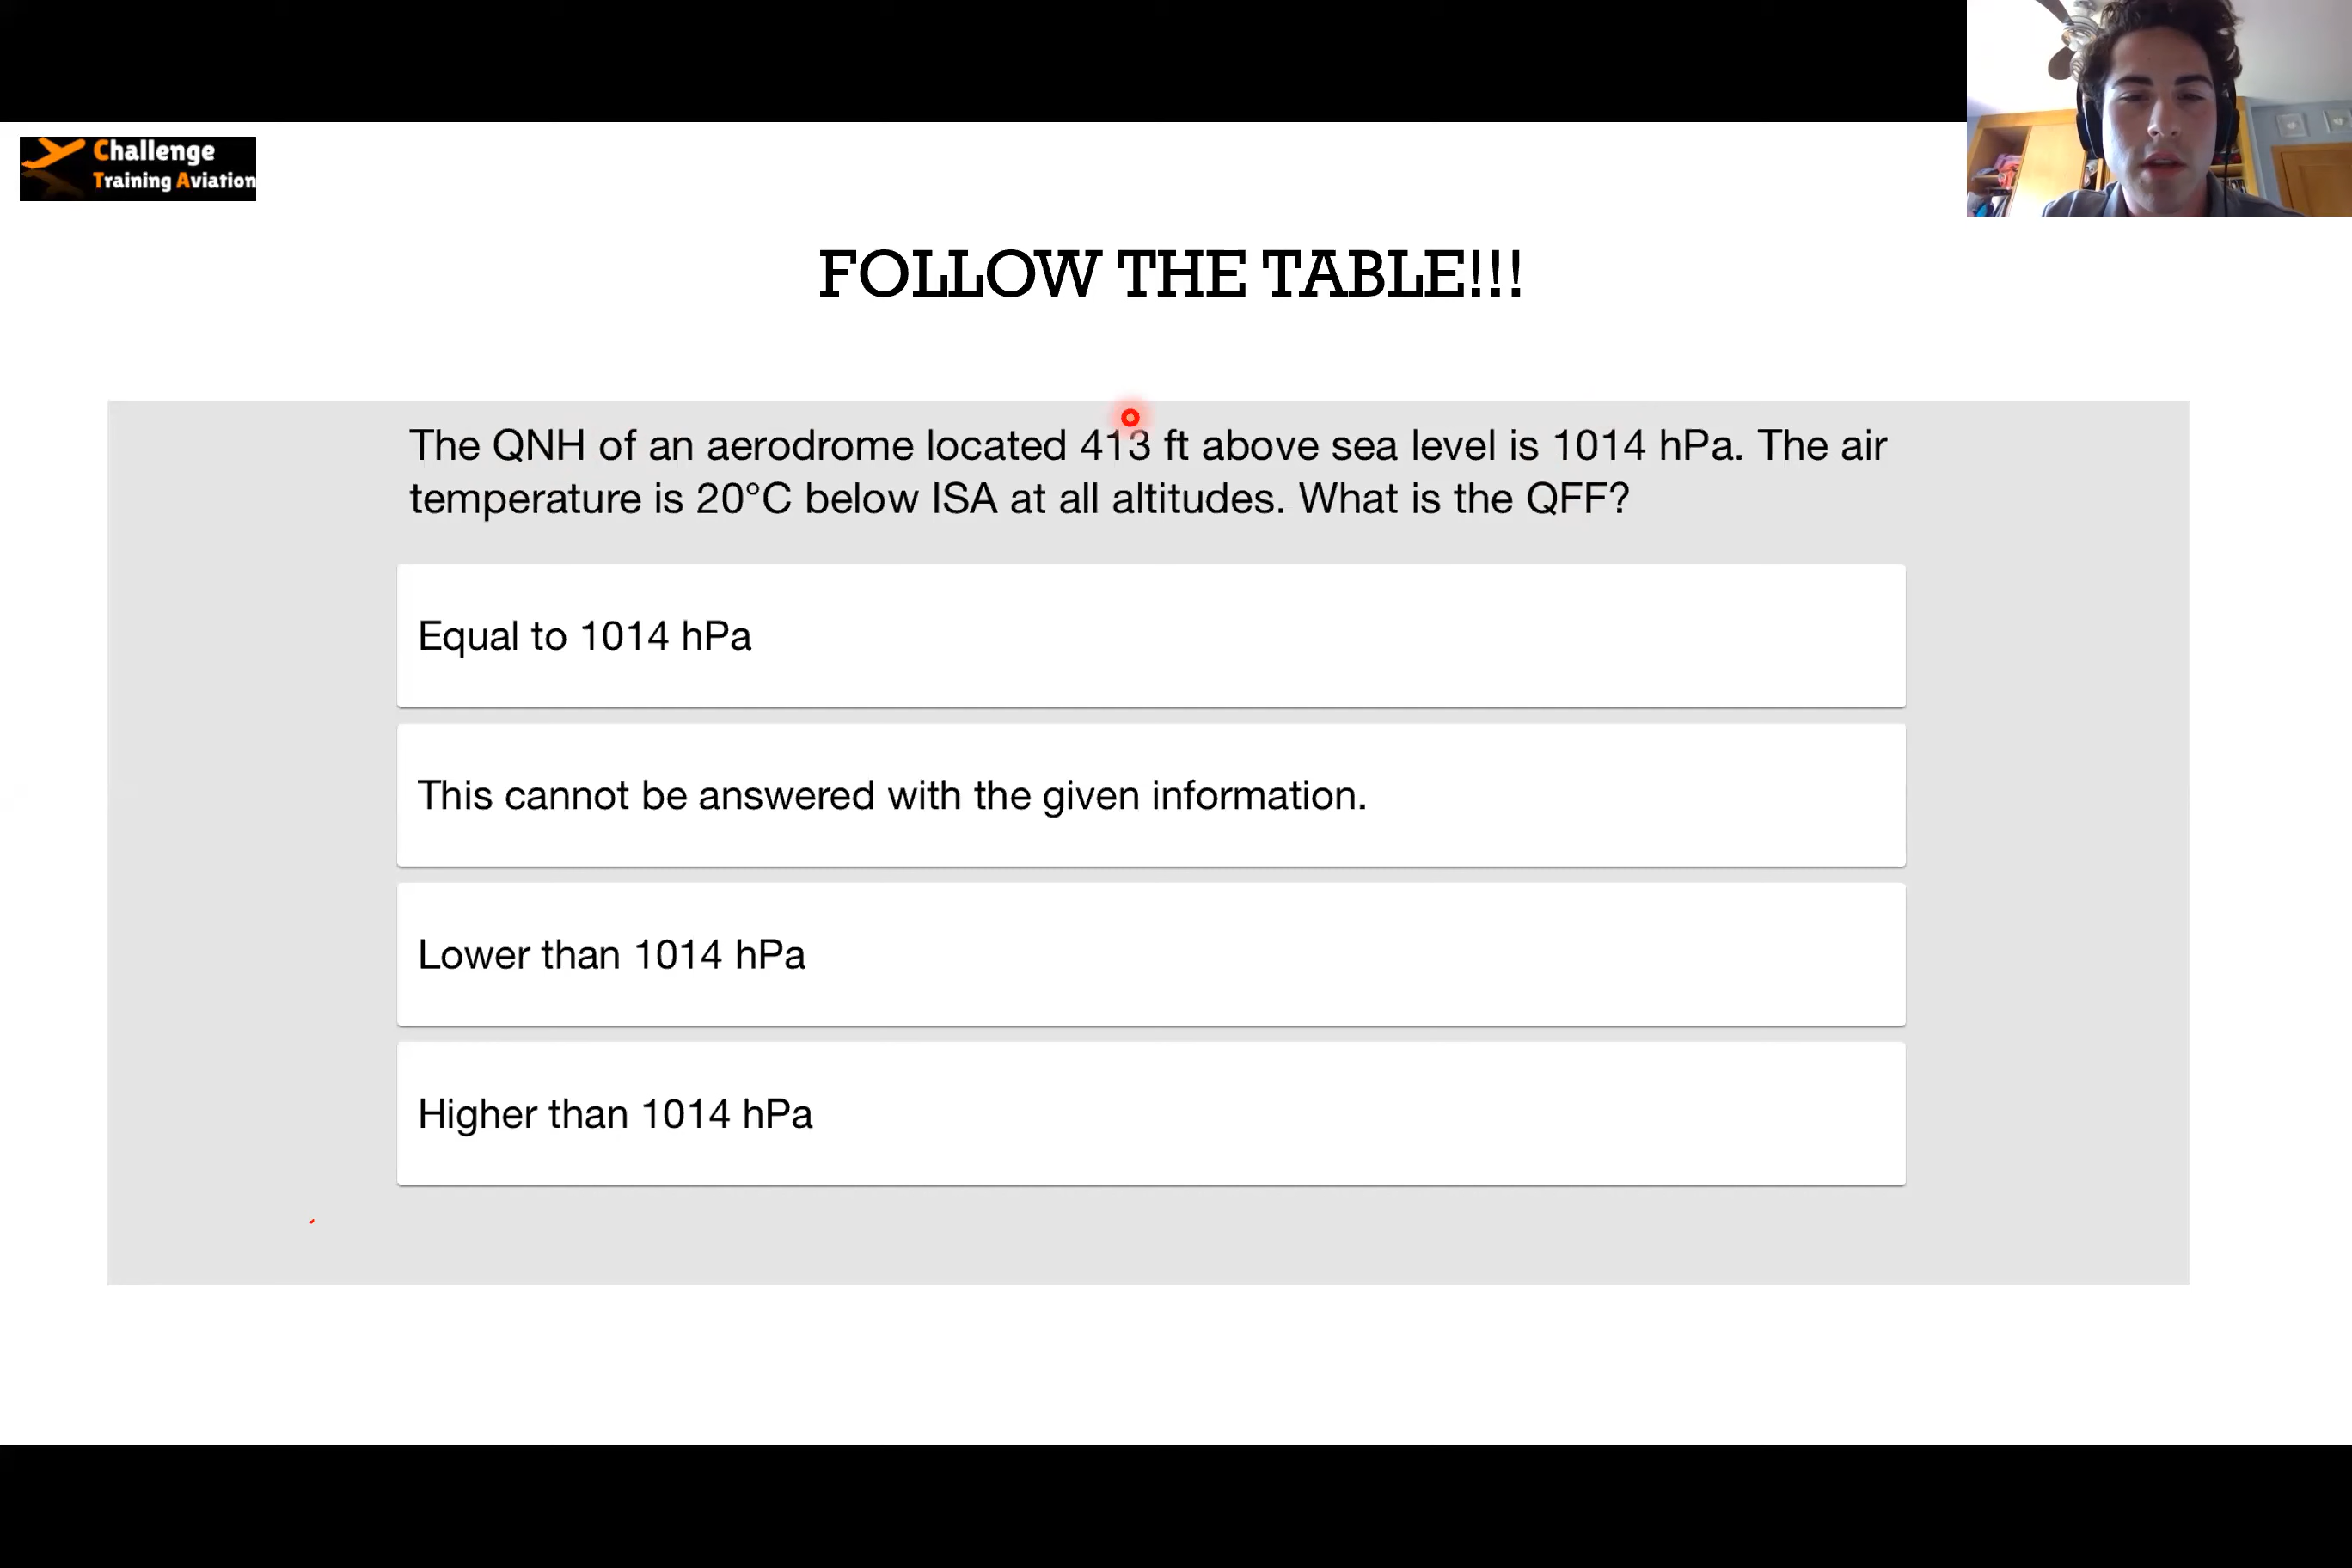 Challenge
Training Aviation
FOLLOW THE TABLE!!!
The QNH of an aerodrome located 413 ft above sea level is 1014 hPa. The air
temperature is 20°C below ISA at all altitudes. What is the QFF?
Equal to 1014 hPa
This cannot be answered with the given information.
Lower than 1014 hPa
Higher than 1014 hPa